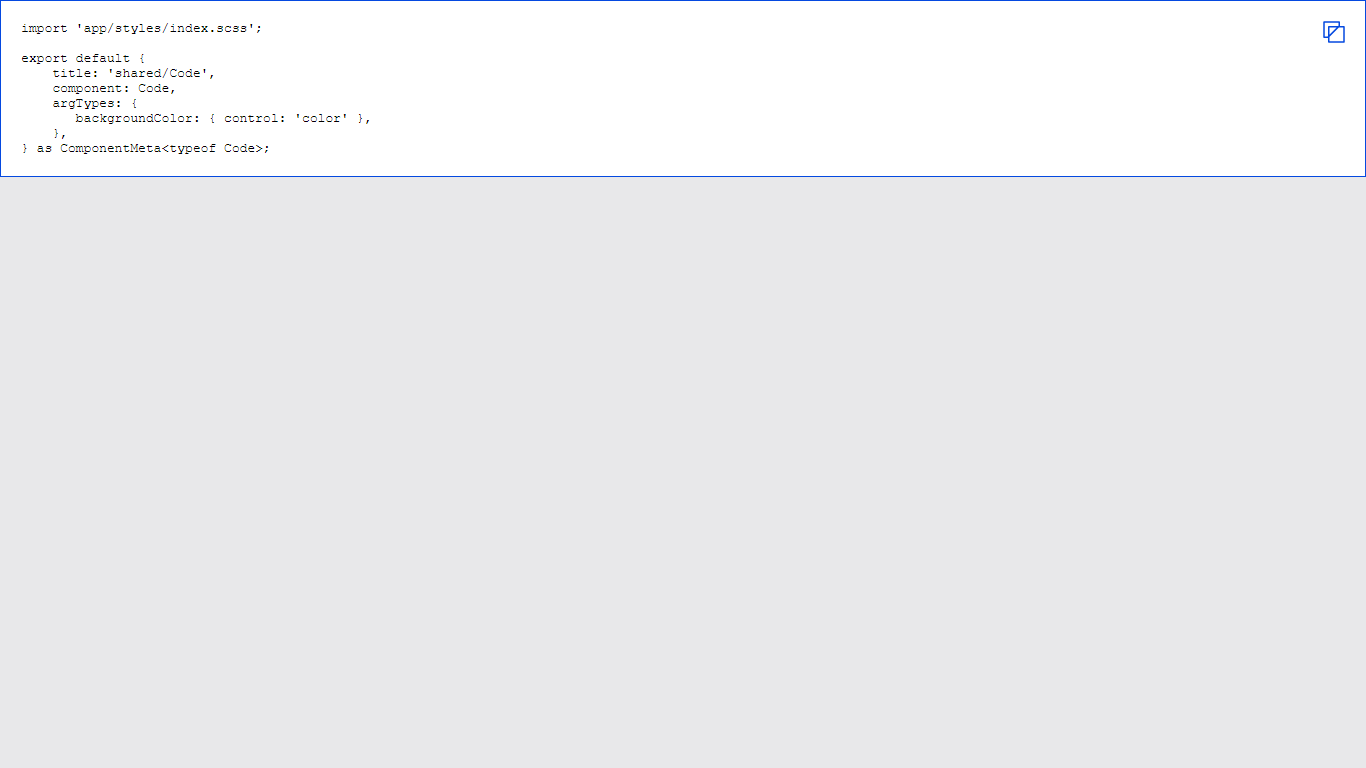 import 'app/styles/index.scss';

export default {
    title: 'shared/Code',
    component: Code,
    argTypes: {
       backgroundColor: { control: 'color' },
    },
} as ComponentMeta<typeof Code>;